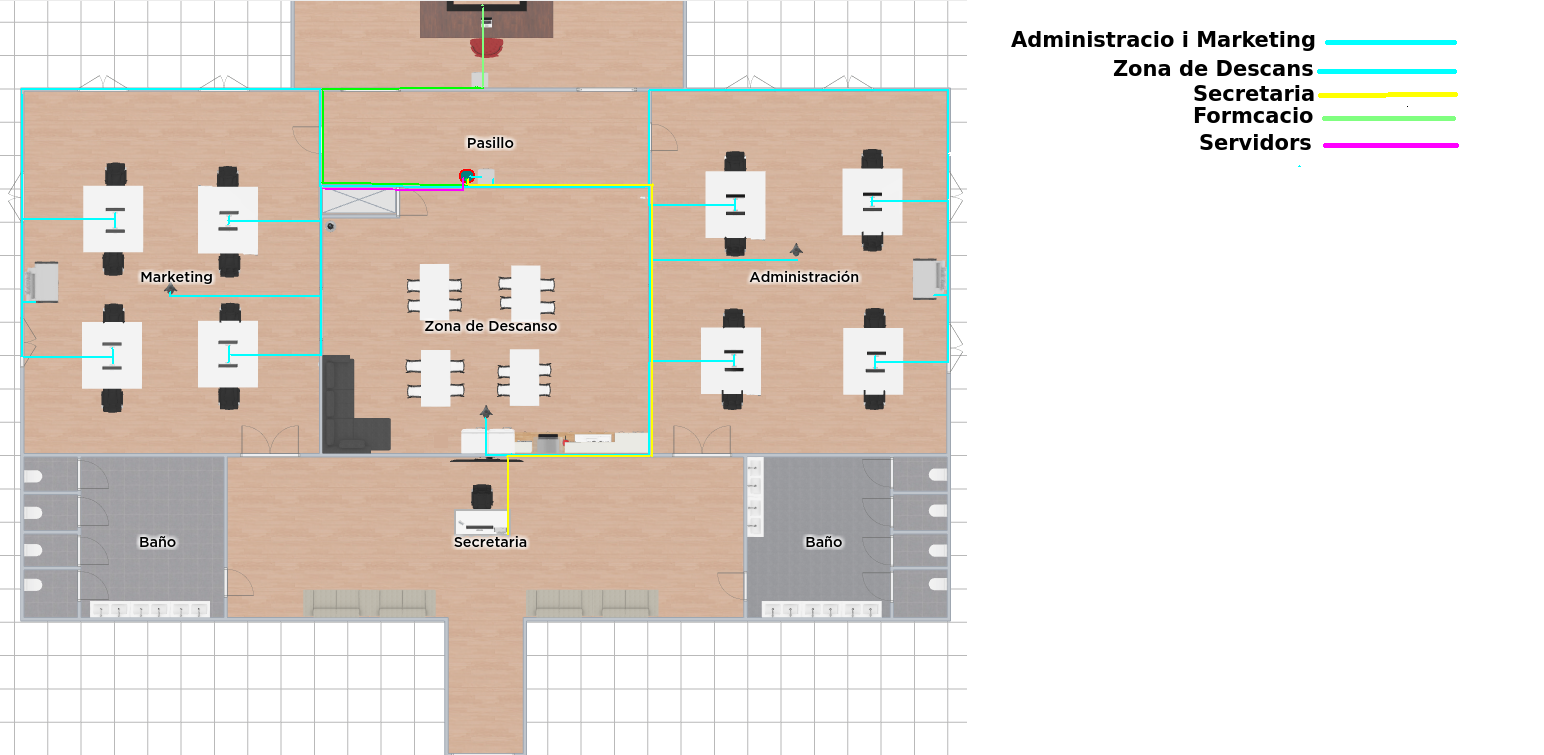 Administracio i Marketing
Zona de Descans
Secretaria
Formcacio
Servidors
Pasillo
Marketing
Administración
Zona de Descanso
Baño
Secretaria
Baño